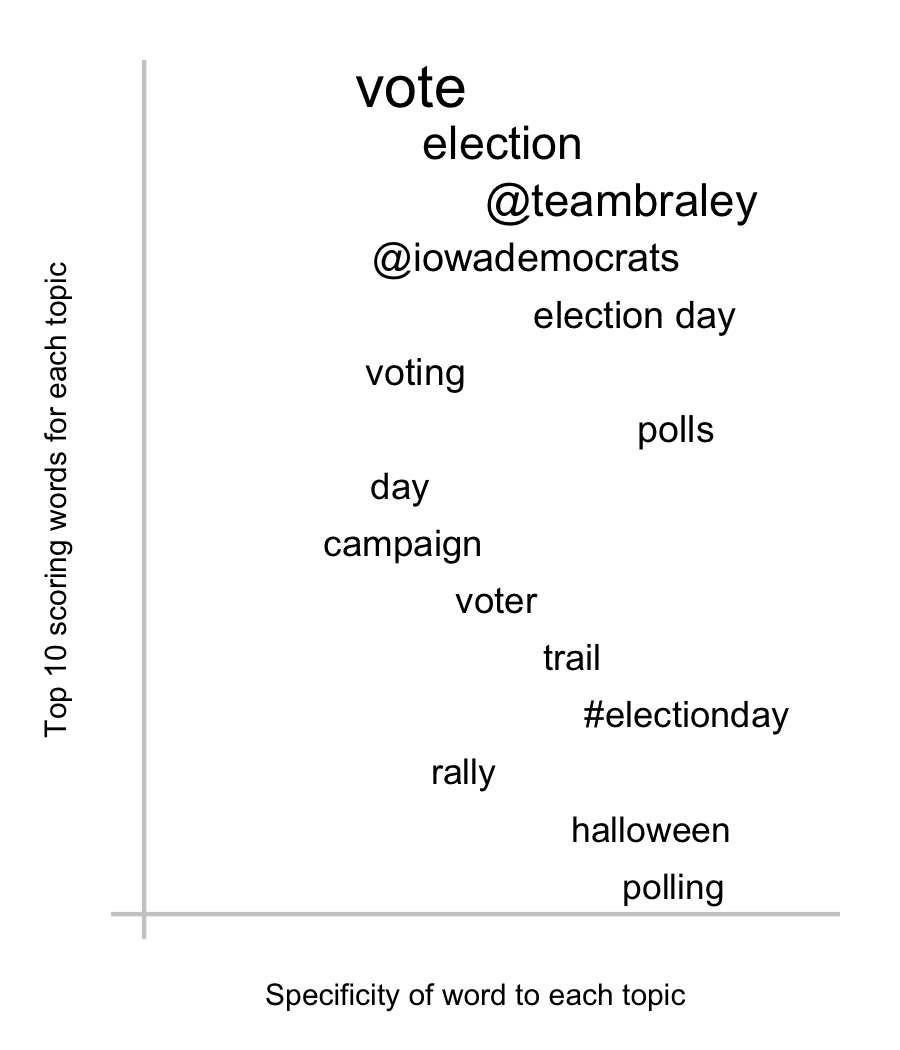 vote
election
@teambraley
@iowademocrats
election day
voting
polls
day
campaign
voter
trail
#electionday
rally
halloween
polling
Top 10 scoring words for each topic
Specificity of word to each topic